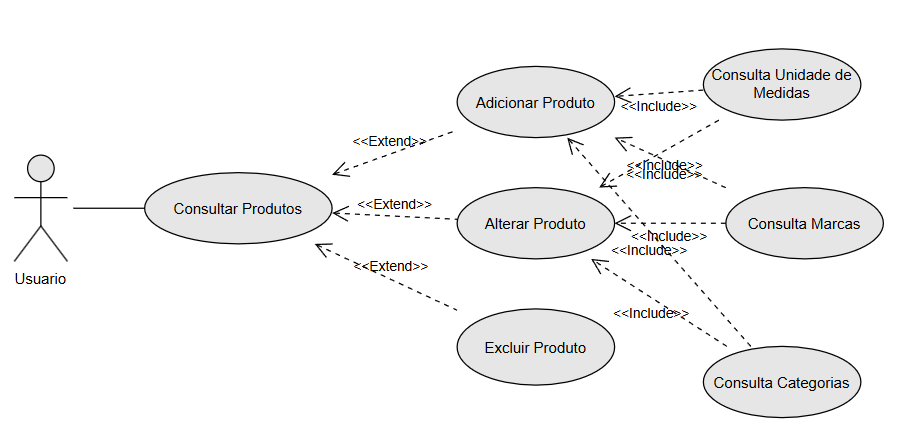 Consulta Unidade de
Medidas
Adicionar Produto
<<Include>>
<<Extend>>
<<Include>>
<<Include>>
Consultar Produtos
<<Extend>>
Alterar Produto
Consulta Marcas
<<Include>>
<<Include>>
<<Extend>>
Usuario
<<Include>>
Excluir Produto
Consulta Categorias